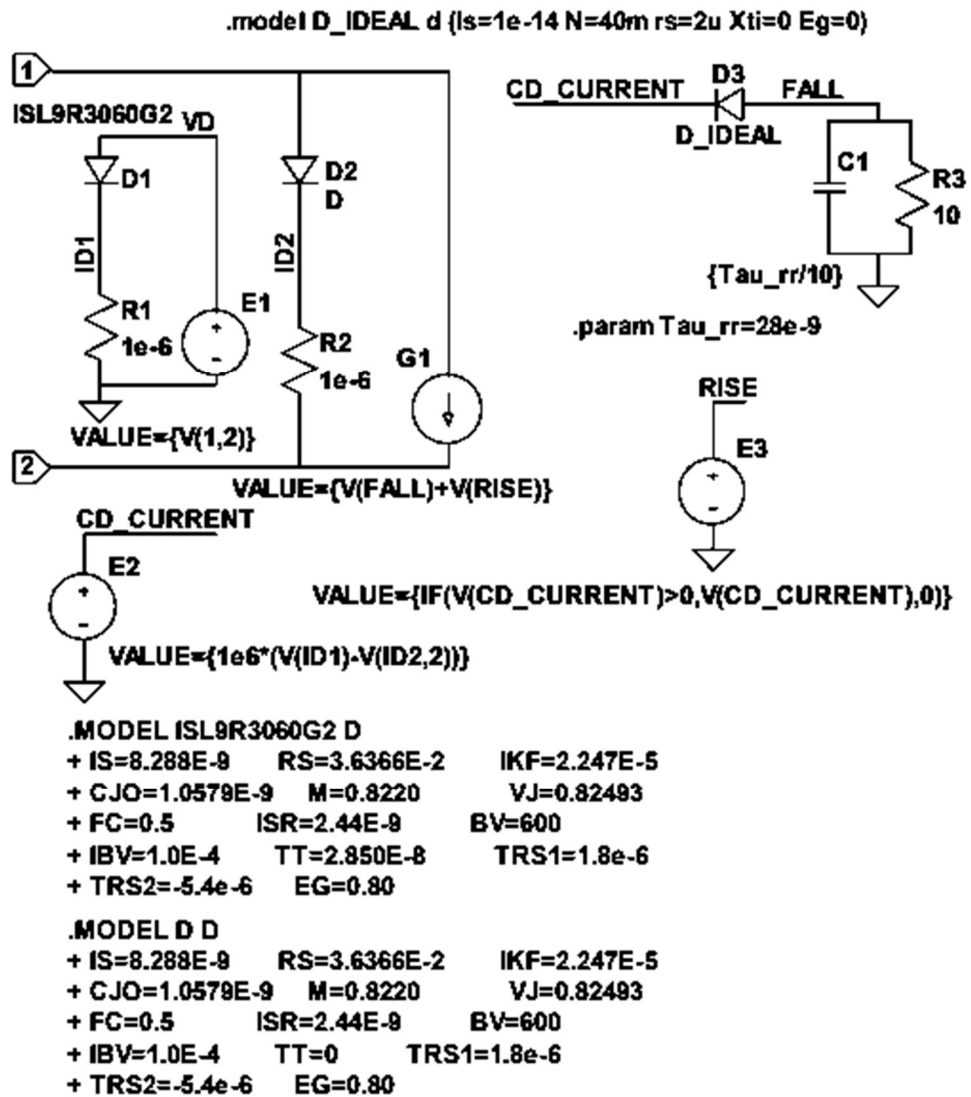 .model D_IDEAL d (Is=1e-14 N=40m rs=2u Xti=0 Eg=0)
1
ISL9R3060G2 VD
D1
ID1
R1
1e-6
E1
VALUE={V(1,2)}
2
D2
D
ID2
R2
1e-6
G1
VALUE={V(FALL)+V(RISE)}
CD_CURRENT
D3
FALL
D_IDEAL
C1
R3
10
{Tau_rr/10}
.param Tau_rr=28e-9
RISE
E3
VALUE={IF(V(CD_CURRENT)>0,V(CD_CURRENT),0)}
CD_CURRENT
E2
VALUE={1e6*(V(ID1)-V(ID2,2))}
.MODEL ISL9R3060G2 D
+ IS=8.288E-9 RS=3.6366E-2 IKF=2.247E-5
+ CJO=1.0579E-9 M=0.8220 VJ=0.82493
+ FC=0.5 ISR=2.44E-9 BV=600
+ IBV=1.0E-4 TT=2.850E-8 TRS1=1.8e-6
+ TRS2=-5.4e-6 EG=0.80
.MODEL D D
+ IS=8.288E-9 RS=3.6366E-2 IKF=2.247E-5
+ CJO=1.0579E-9 M=0.8220 VJ=0.82493
+ FC=0.5 ISR=2.44E-9 BV=600
+ IBV=1.0E-4 TT=0 TRS1=1.8e-6
+ TRS2=-5.4e-6 EG=0.80